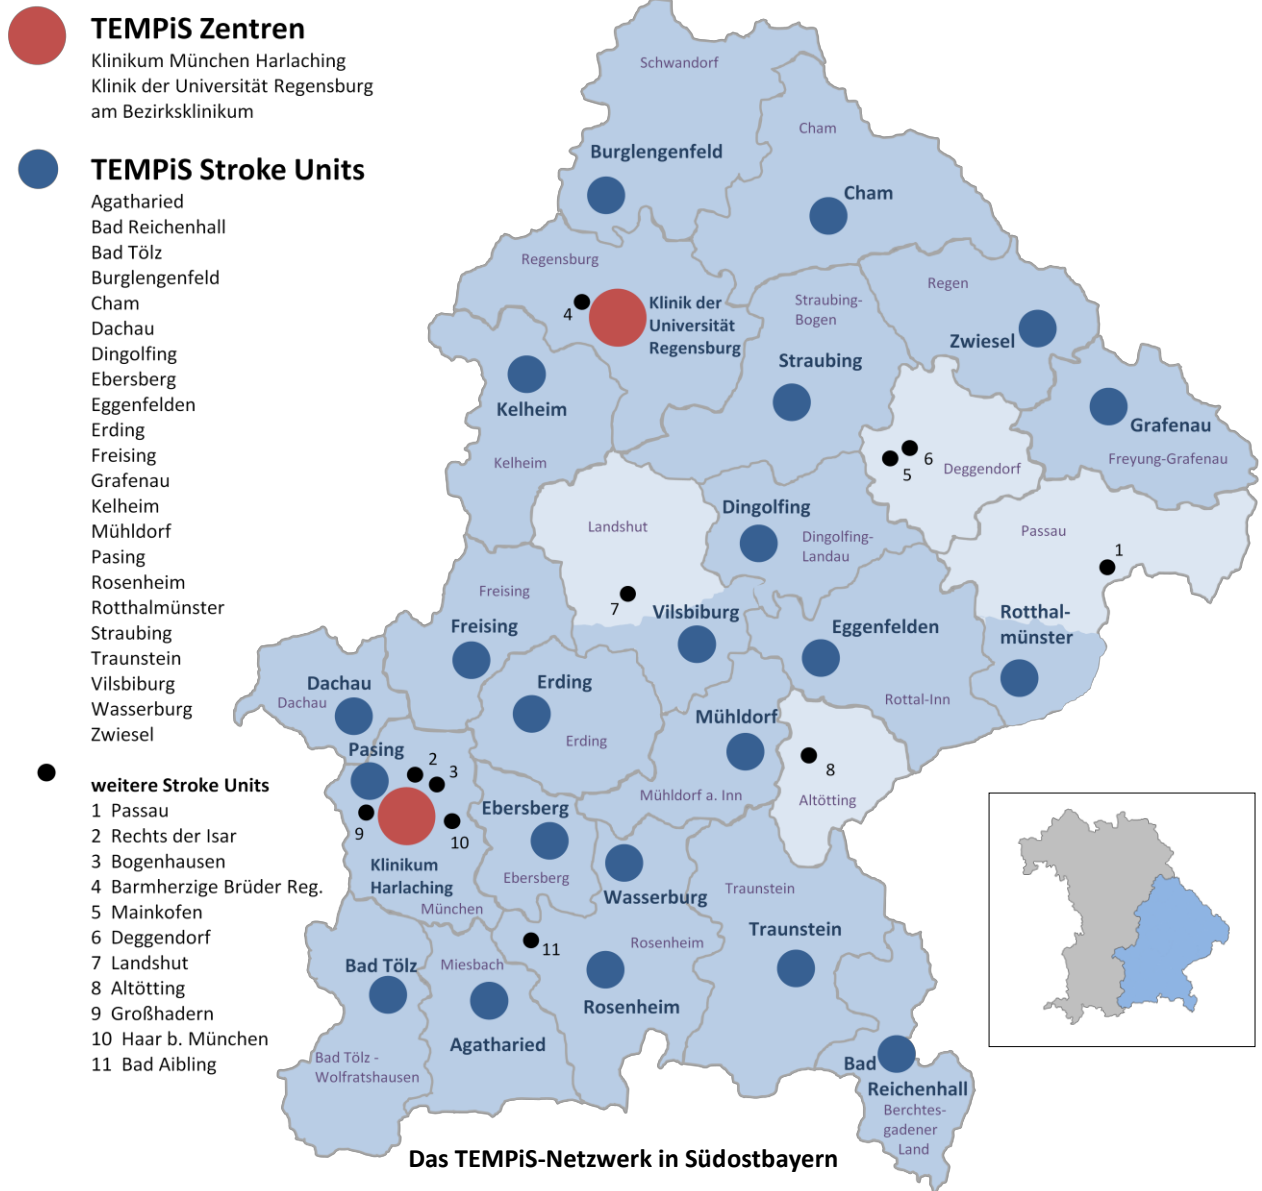 TEMPiS Zentren
Klinikum München Harlaching
Klinik der Universität Regensburg
am Bezirksklinikum
TEMPiS Stroke Units
Agatharied
Bad Reichenhall
Bad Tölz
Burglengenfeld
Cham
Dachau
Dingolfing
Ebersberg
Eggenfelden
Erding
Freising
Grafenau
Kelheim
Mühldorf
Pasing
Rosenheim
Rotthalmünster
Straubing
Traunstein
Vilsbiburg
Wasserburg
Zwiesel
weitere Stroke Units
1 Passau
2 Rechts der Isar
3 Bogenhausen
4 Barmherzige Brüder Reg.
5 Mainkofen
6 Deggendorf
7 Landshut
8 Altötting
9 Großhadern
10 Haar b. München
11 Bad Aibling
Schwandorf
Cham
Burglengenfeld
Cham
Regensburg
Regen
4
Klinik der
Universität
Regensburg
Straubing-
Bogen
Zwiesel
Straubing
Kelheim
Grafenau
Kelheim
5
6
Deggendorf
Freyung-Grafenau
Landshut
Dingolfing
Dingolfing-
Landau
Passau
1
Freising
7
Vilsbiburg
Rotthal-
münster
Freising
Eggenfelden
Dachau
Dachau
Erding
Erding
Rottal-Inn
Mühldorf
Pasing
2
3
8
Mühldorf a. Inn
Altötting
Ebersberg
9
10
Klinikum
Harlaching
München
Ebersberg
Wasserburg
Traunstein
Traunstein
11
Rosenheim
Bad Tölz
Miesbach
Rosenheim
Agatharied
Bad Tölz -
Wolfratshausen
Bad
Reichenhall
Berchtes-
gadener
Land
Das TEMPiS-Netzwerk in Südostbayern